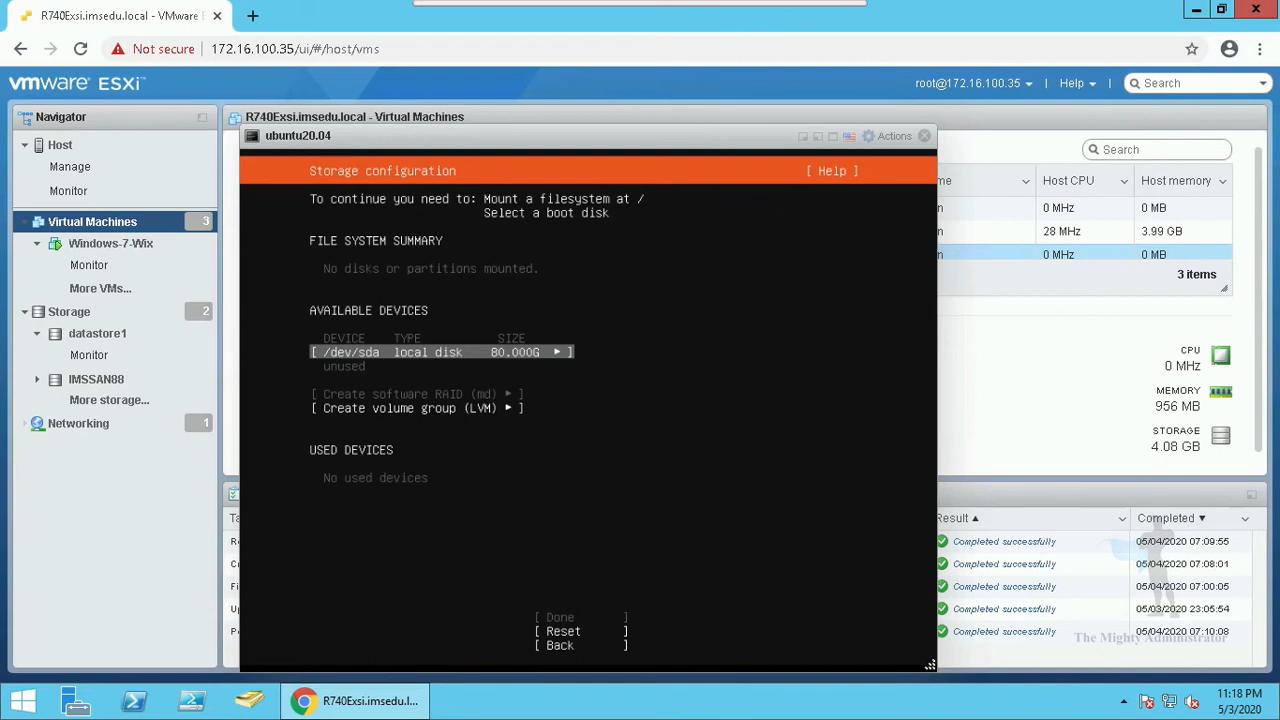 R740Exsi.imsedu.local - VMware E
Not secure
172.16.100.35/ui/#/host/vms
vmware ESXi
root@172.16.100.35
Help
Search
Navigator
Host
Manage
Monitor
Virtual Machines
3
Windows-7-Wix
Monitor
More VMs...
Storage
2
datastore1
Monitor
IMSSAN88
More storage...
Networking
1
R740Exsi.imsedu.local - Virtual Machines
ubuntu20.04
Actions
Storage configuration
[ Help ]
To continue you need to: Mount a filesystem at /
Select a boot disk
FILE SYSTEM SUMMARY
No disks or partitions mounted.
AVAILABLE DEVICES
DEVICE TYPE SIZE
[ /dev/sda local disk 80.000G ▸ ]
unused
[ Create software RAID (md) ▸ ]
[ Create volume group (LVM) ▸ ]
USED DEVICES
No used devices
[ Done ]
[ Reset ]
[ Back ]
Search
me
Host CPU
Host memory
n
0 MHz
0 MB
n
28 MHz
3.99 GB
n
0 MHz
0 MB
3 items
CPU
0 MHz
MEMORY
956 MB
STORAGE
4.08 GB
Result
Completed
Completed successfully
05/04/2020 07:09:55
Completed successfully
05/04/2020 07:08:01
Completed successfully
05/04/2020 07:00:05
Completed successfully
05/03/2020 23:05:54
Completed successfully
05/04/2020 07:10:08
The Mighty Administrator
R740Exsi.imsedu.l...
11:18 PM
5/3/2020